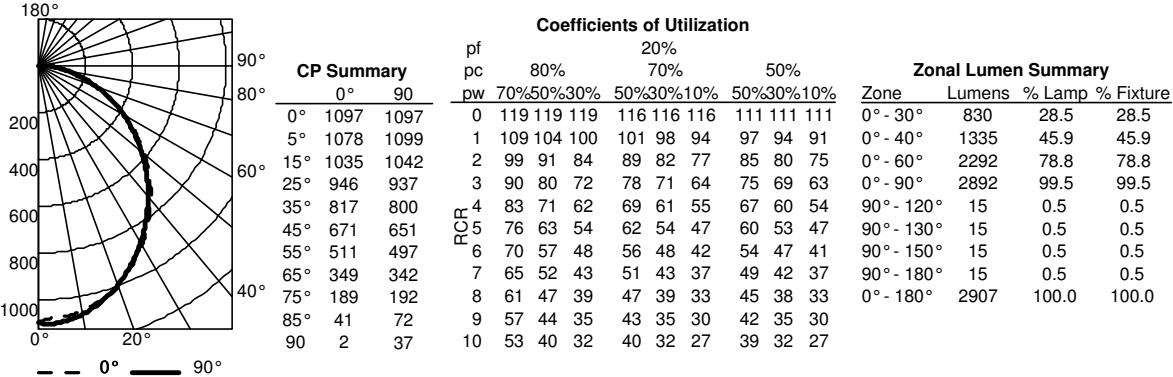 180°
90°
80°
60°
40°
20°
0°
200
400
600
800
1000
0° 90°
CP Summary
0° 90
0° 1097 1097
5° 1078 1099
15° 1035 1042
25° 946 937
35° 817 800
45° 671 651
55° 511 497
65° 349 342
75° 189 192
85° 41 72
90 2 37
Coefficients of Utilization
pf 20%
pc 80% 70% 50%
pw 70%50%30% 50%30%10% 50%30%10%
RCR
0 119 119 119 116 116 116 111 111 111
1 109 104 100 101 98 94 97 94 91
2 99 91 84 89 82 77 85 80 75
3 90 80 72 78 71 64 75 69 63
4 83 71 62 69 61 55 67 60 54
5 76 63 54 62 54 47 60 53 47
6 70 57 48 56 48 42 54 47 41
7 65 52 43 51 43 37 49 42 37
8 61 47 39 47 39 33 45 38 33
9 57 44 35 43 35 30 42 35 30
10 53 40 32 40 32 27 39 32 27
Zonal Lumen Summary
Zone Lumens % Lamp % Fixture
0°- 30° 830 28.5 28.5
0°- 40° 1335 45.9 45.9
0°- 60° 2292 78.8 78.8
0°- 90° 2892 99.5 99.5
90°- 120° 15 0.5 0.5
90°- 130° 15 0.5 0.5
90°- 150° 15 0.5 0.5
90°- 180° 15 0.5 0.5
0°- 180° 2907 100.0 100.0